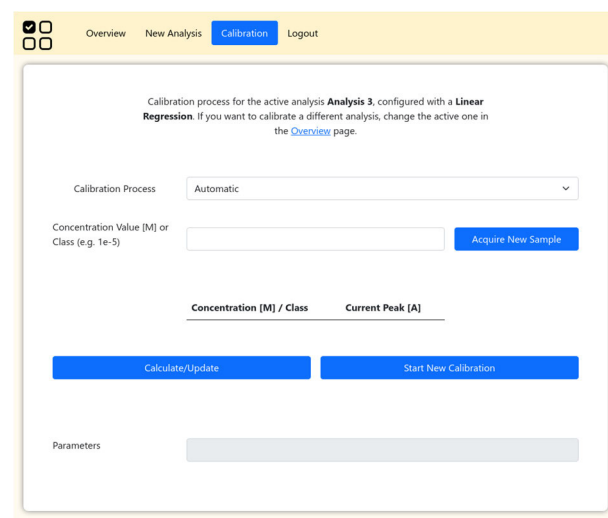 Overview New Analysis Calibration Logout
Calibration process for the active analysis Analysis 3, configured with a Linear
Regression. If you want to calibrate a different analysis, change the active one in
the Overview page.
Calibration Process Automatic
Concentration Value [M] or
Class (e.g. 1e-5)
Acquire New Sample
Concentration [M] / Class Current Peak [A]
Calculate/Update Start New Calibration
Parameters